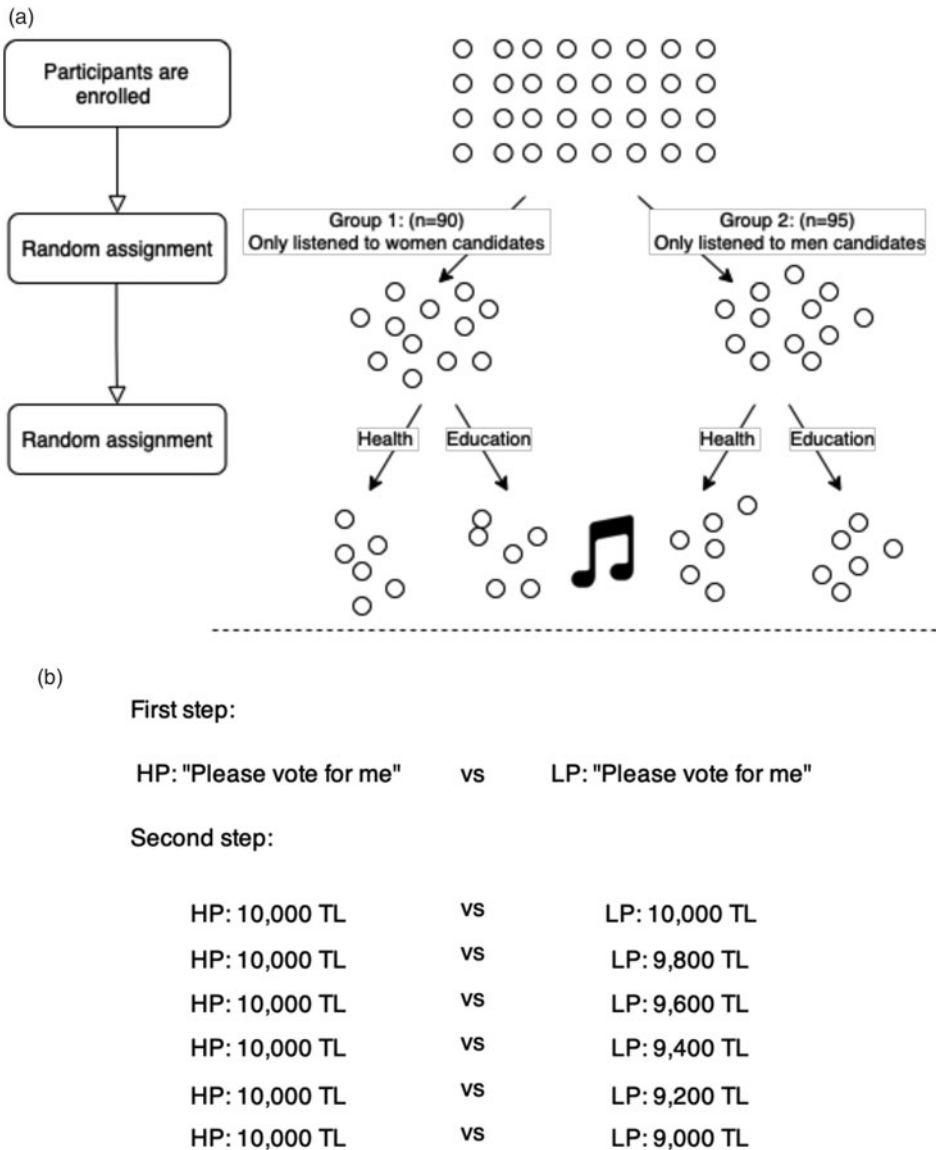 (a)
Participants are
enrolled
Random assignment
Random assignment
Group 1: (n=90)
Only listened to women candidates
Group 2: (n=95)
Only listened to men candidates
Health
Education
Health
Education
(b)
First step:
HP: "Please vote for me" vs LP: "Please vote for me"
Second step:
HP: 10,000 TL vs LP: 10,000 TL
HP: 10,000 TL vs LP: 9,800 TL
HP: 10,000 TL vs LP: 9,600 TL
HP: 10,000 TL vs LP: 9,400 TL
HP: 10,000 TL vs LP: 9,200 TL
HP: 10,000 TL vs LP: 9,000 TL